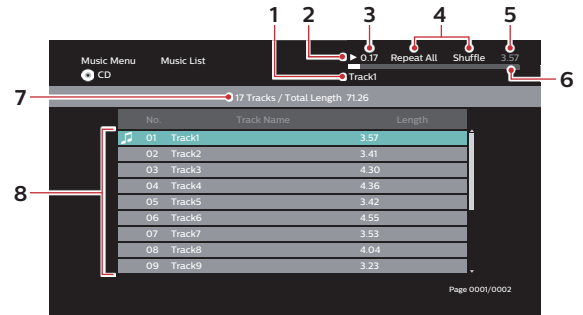 1 2 3 4 5
Music Menu Music List ► 0.17 Repeat All Shuffle 3.57
CD
6
Track1
7
17 Tracks / Total Length 71.26
No. Track Name Length
01 Track1 3.57
02 Track2 3.41
03 Track3 4.30
04 Track4 4.36
8
05 Track5 3.42
06 Track6 4.55
07 Track7 3.53
08 Track8 4.04
09 Track9 3.23
Page 0001/0002